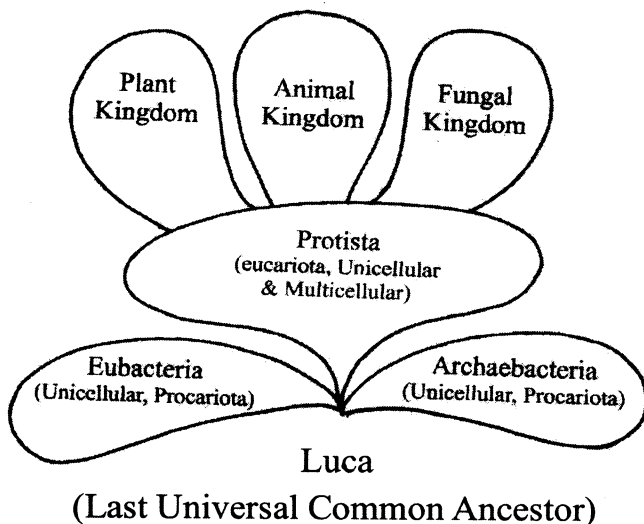 Plant
Kingdom
Animal
Kingdom
Fungal
Kingdom
Protista
(eucariota, Unicellular
& Multicellular)
Eubacteria
(Unicellular, Procariota)
Archaebacteria
(Unicellular, Procariota)
Luca
(Last Universal Common Ancestor)